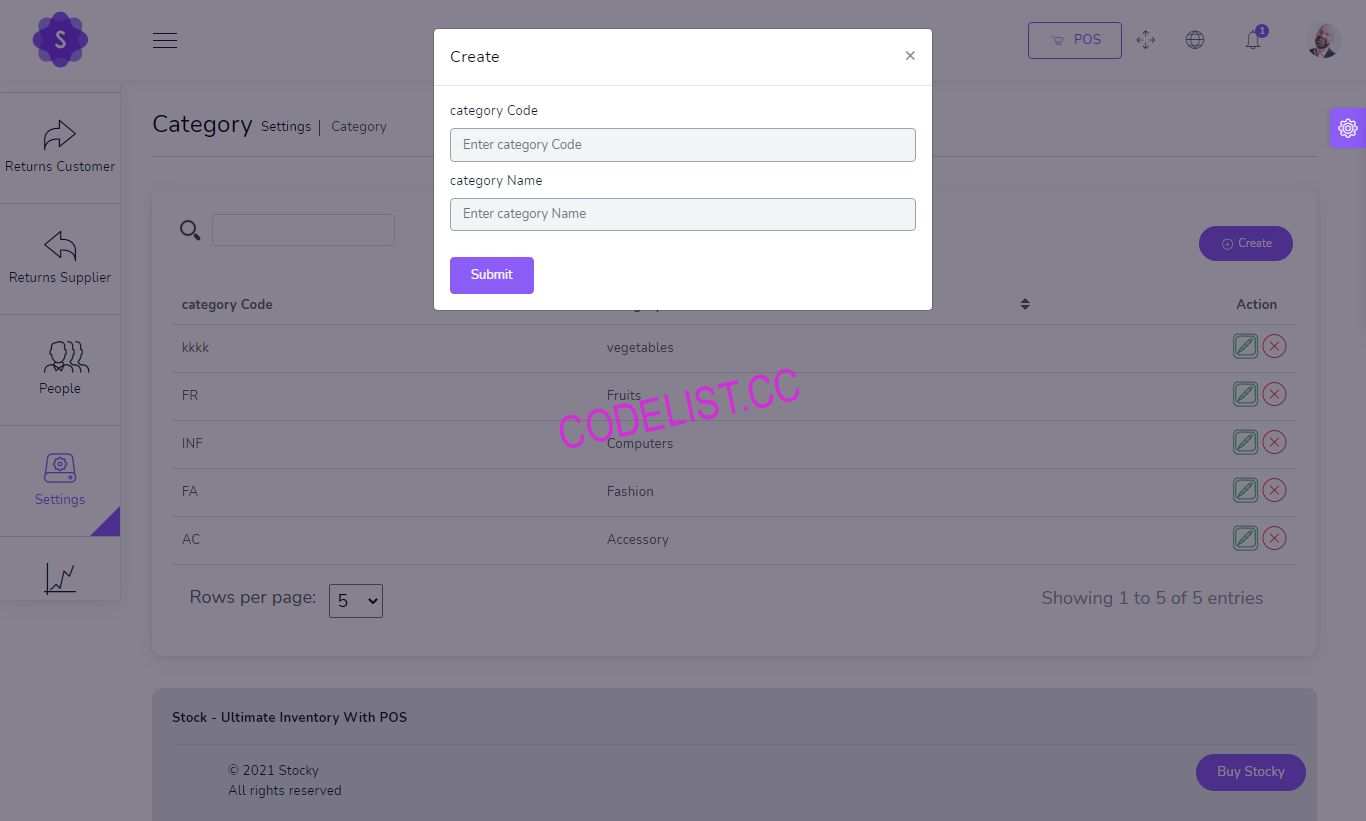 S
POS
1
Create
×
category Code
Enter category Code
category Name
Enter category Name
Submit
Category Settings | Category
Returns Customer
Returns Supplier
People
Settings
Create
category Code Action
kkkk vegetables
FR Fruits
INF Computers
FA Fashion
AC Accessory
CODELIST.CC
Rows per page: 5 Showing 1 to 5 of 5 entries
Stock - Ultimate Inventory With POS
© 2021 Stocky
All rights reserved
Buy Stocky